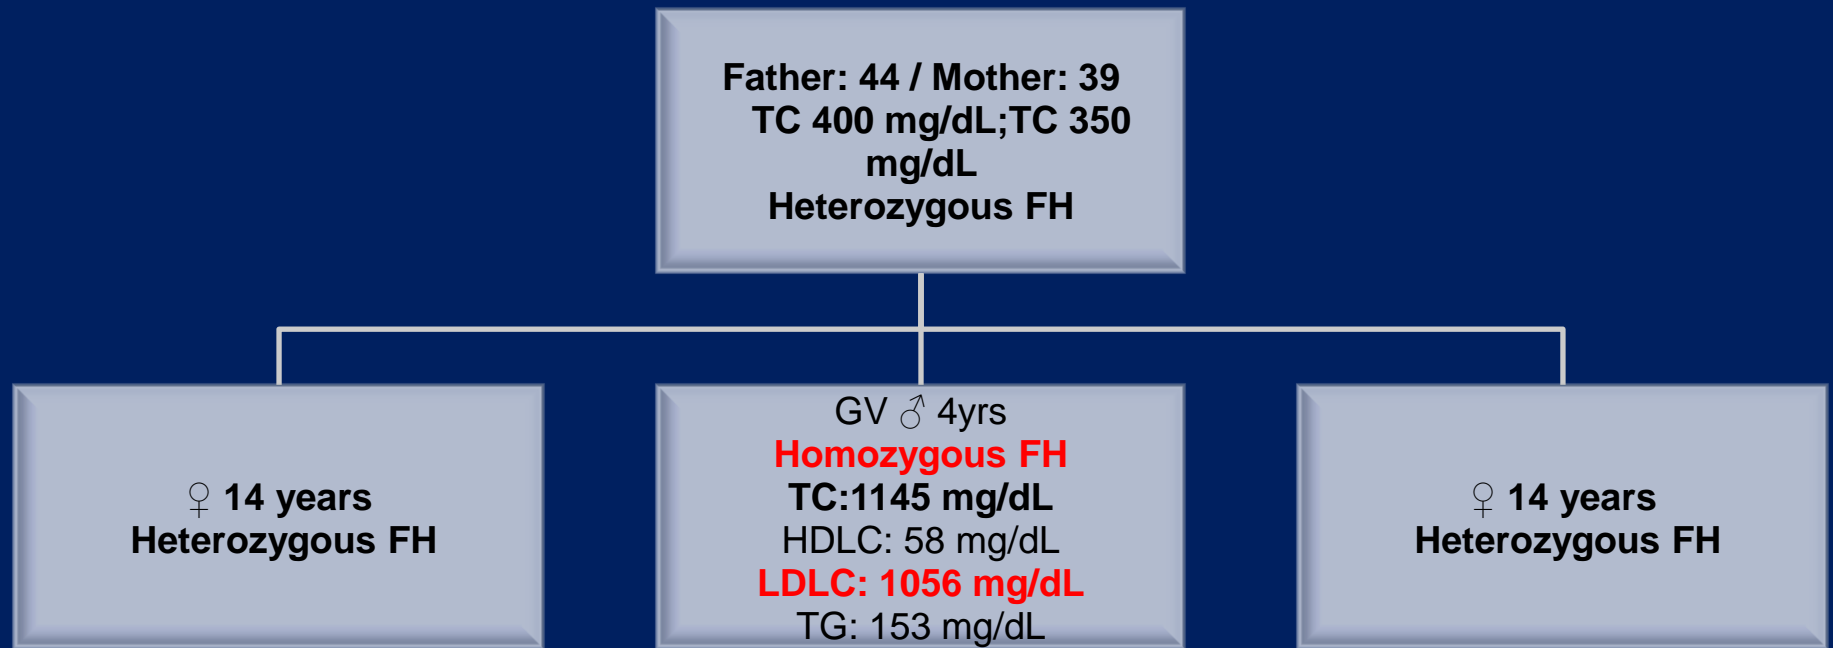 Father: 44 / Mother: 39
TC 400 mg/dL;TC 350
mg/dL
Heterozygous FH
♀ 14 years
Heterozygous FH
GV ♂ 4yrs
Homozygous FH
TC:1145 mg/dL
HDLC: 58 mg/dL
LDLC: 1056 mg/dL
TG: 153 mg/dL
♀ 14 years
Heterozygous FH